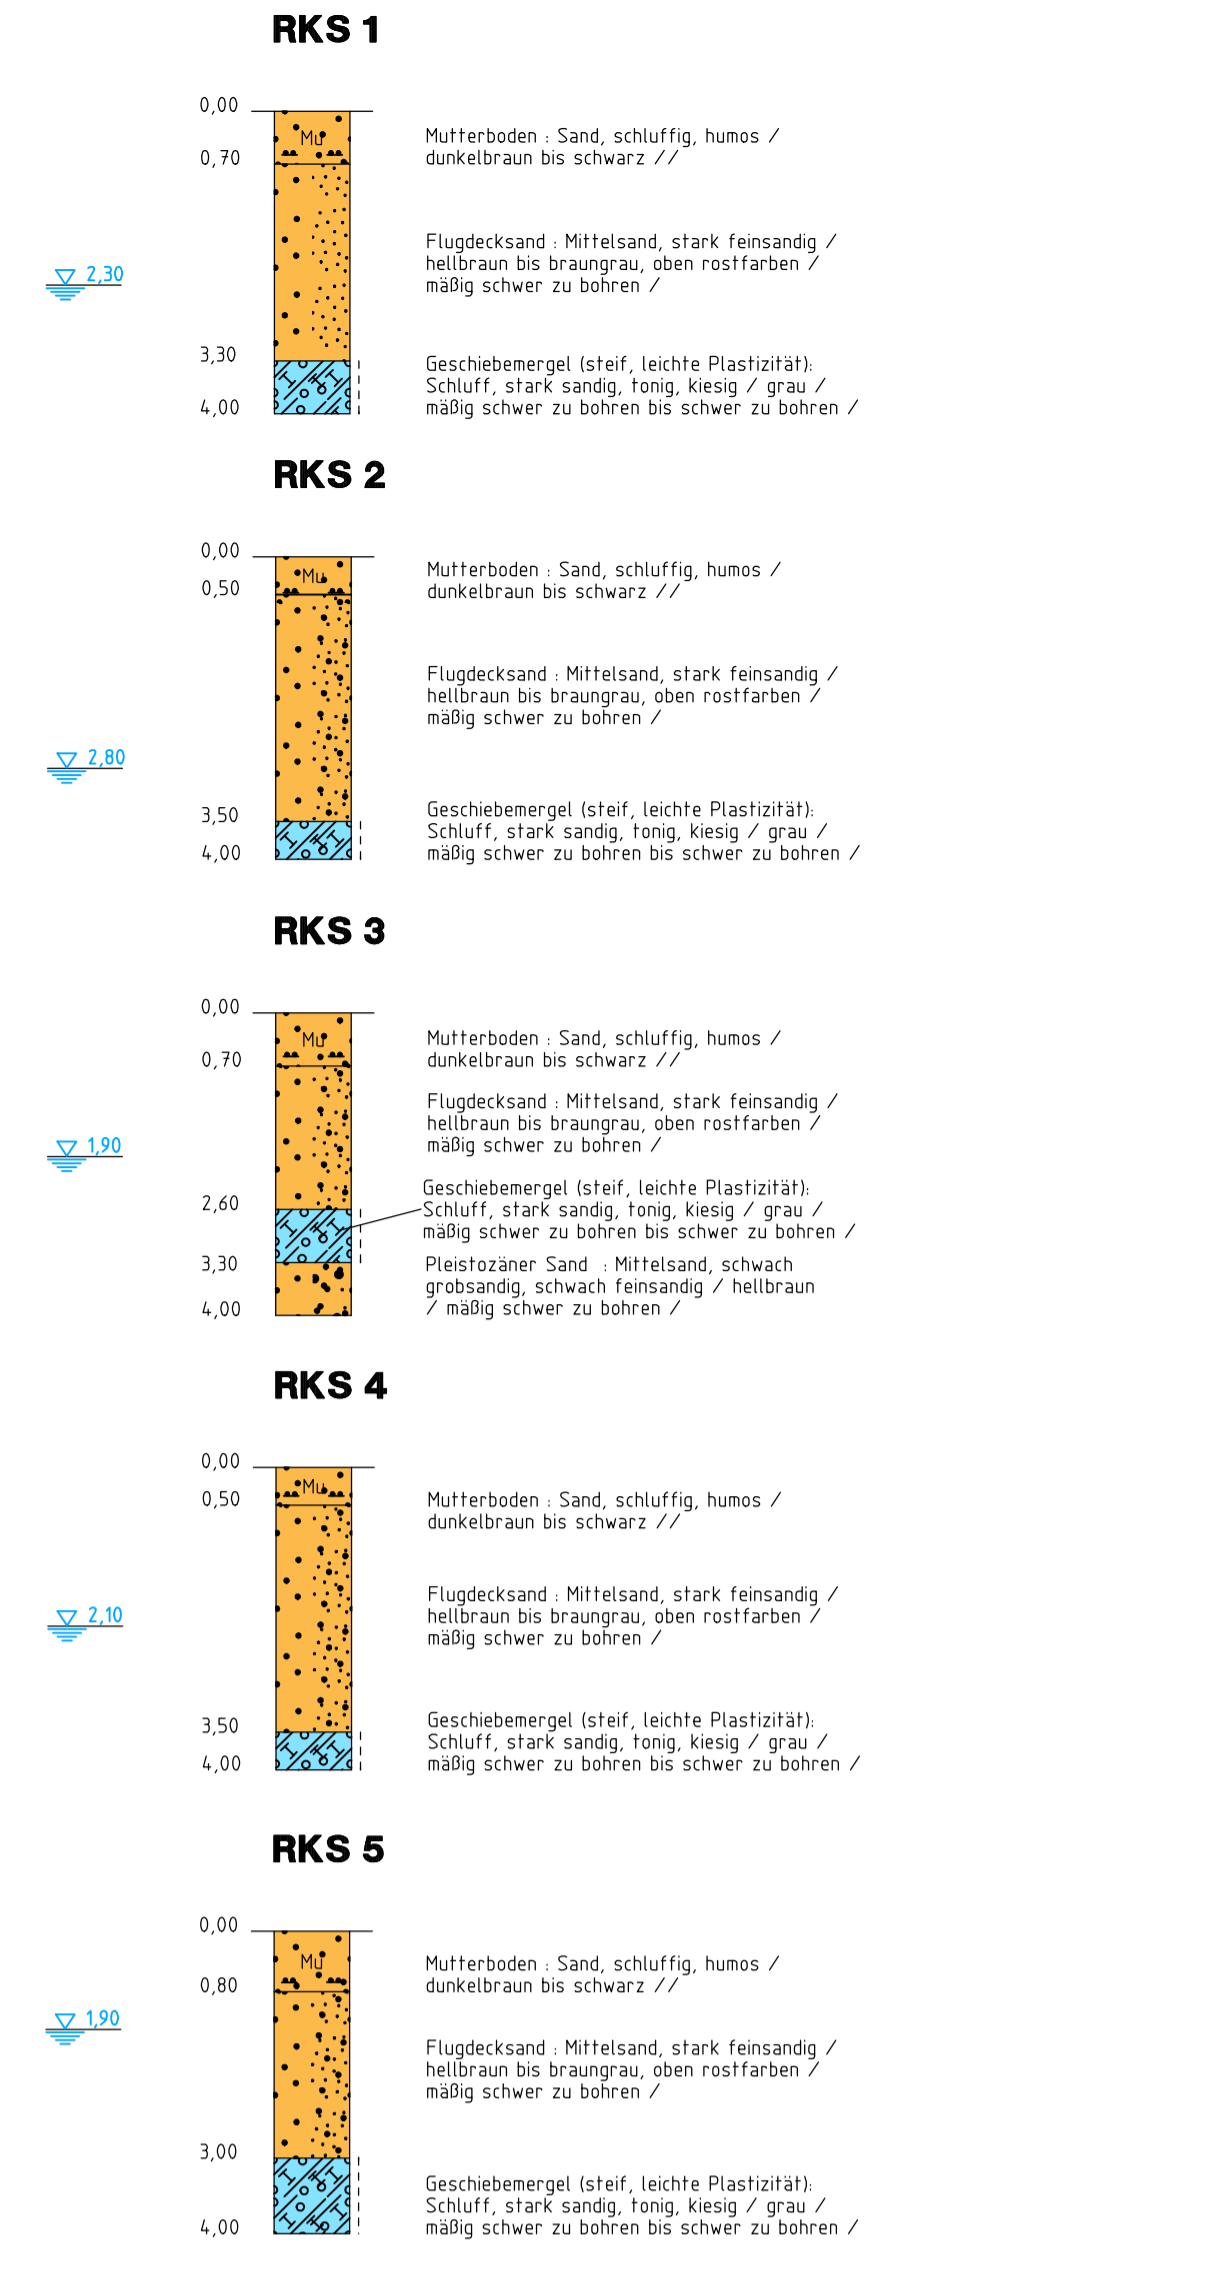 RKS 1
0,00
Mu
Mutterboden : Sand, schluffig, humos /
0,70
dunkelbraun bis schwarz //
Flugdecksand : Mittelsand, stark feinsandig /
hellbraun bis braungrau, oben rostfarben /
2,30
mäßig schwer zu bohren /
3,30
Geschiebemergel (steif, leichte Plastizität):
Schluff, stark sandig, tonig, kiesig / grau /
4,00
mäßig schwer zu bohren bis schwer zu bohren /
RKS 2
0,00
Mu
Mutterboden : Sand, schluffig, humos /
0,50
dunkelbraun bis schwarz //
Flugdecksand : Mittelsand, stark feinsandig /
hellbraun bis braungrau, oben rostfarben /
mäßig schwer zu bohren /
2,80
3,50
Geschiebemergel (steif, leichte Plastizität):
Schluff, stark sandig, tonig, kiesig / grau /
4,00
mäßig schwer zu bohren bis schwer zu bohren /
RKS 3
0,00
Mu
Mutterboden : Sand, schluffig, humos /
0,70
dunkelbraun bis schwarz //
Flugdecksand : Mittelsand, stark feinsandig /
hellbraun bis braungrau, oben rostfarben /
1,90
mäßig schwer zu bohren /
2,60
Geschiebemergel (steif, leichte Plastizität):
Schluff, stark sandig, tonig, kiesig / grau /
mäßig schwer zu bohren bis schwer zu bohren /
3,30
Pleistozäner Sand : Mittelsand, schwach
grobsandig, schwach feinsandig / hellbraun
4,00
/ mäßig schwer zu bohren /
RKS 4
0,00
Mu
0,50
Mutterboden : Sand, schluffig, humos /
dunkelbraun bis schwarz //
Flugdecksand : Mittelsand, stark feinsandig /
2,10
hellbraun bis braungrau, oben rostfarben /
mäßig schwer zu bohren /
3,50
Geschiebemergel (steif, leichte Plastizität):
Schluff, stark sandig, tonig, kiesig / grau /
4,00
mäßig schwer zu bohren bis schwer zu bohren /
RKS 5
0,00
Mu
Mutterboden : Sand, schluffig, humos /
0,80
dunkelbraun bis schwarz //
1,90
Flugdecksand : Mittelsand, stark feinsandig /
hellbraun bis braungrau, oben rostfarben /
mäßig schwer zu bohren /
3,00
Geschiebemergel (steif, leichte Plastizität):
Schluff, stark sandig, tonig, kiesig / grau /
4,00
mäßig schwer zu bohren bis schwer zu bohren /